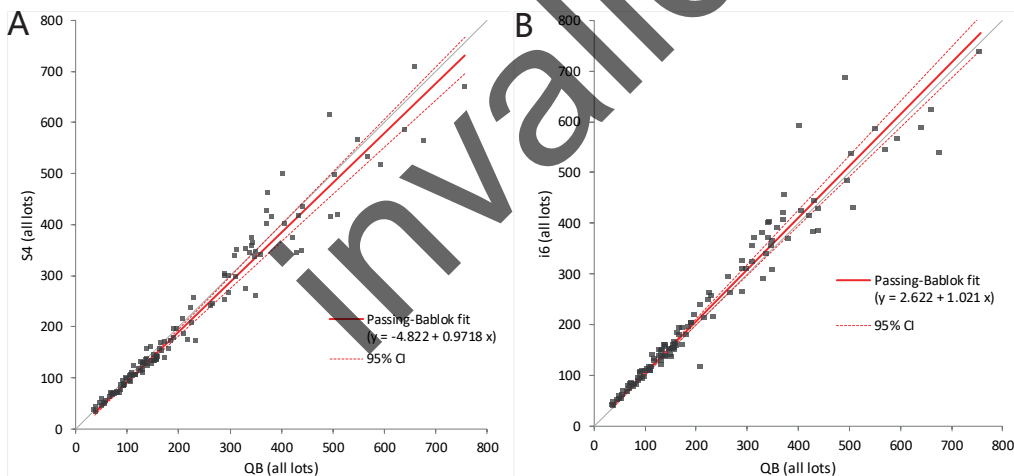 A
800
700
600
500
400
300
200
100
0
S4 (all lots)
0 100 200 300 400 500 600 700 800
QB (all lots)
Passing-Bablok fit
(y = -4.822 + 0.9718 x)
95% CI
B
800
700
600
500
400
300
200
100
0
i6 (all lots)
0 100 200 300 400 500 600 700 800
QB (all lots)
Passing-Bablok fit
(y = 2.622 + 1.021 x)
95% CI